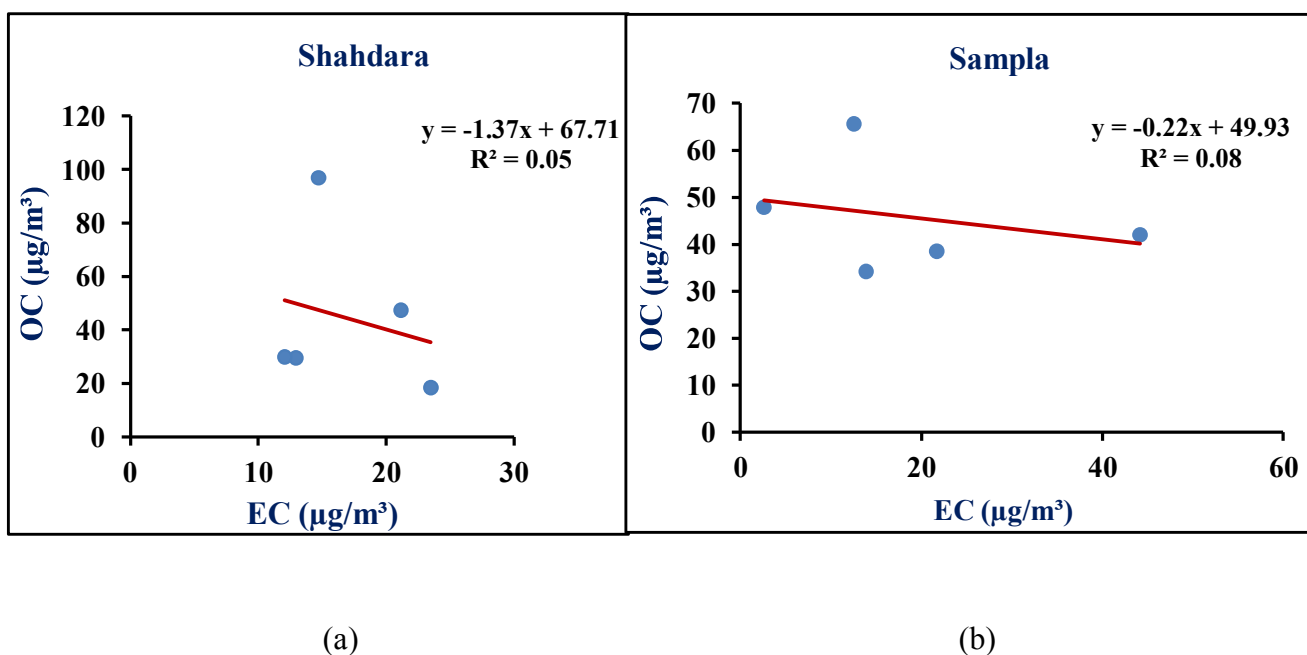 Shahdara
y = -1.37x + 67.71
R² = 0.05
120
100
80
60
40
20
0
0
10
20
30
OC (µg/m³)
EC (µg/m³)
Sampla
y = -0.22x + 49.93
R² = 0.08
70
60
50
40
30
20
10
0
0
20
40
60
OC (µg/m³)
EC (µg/m³)
(a)
(b)